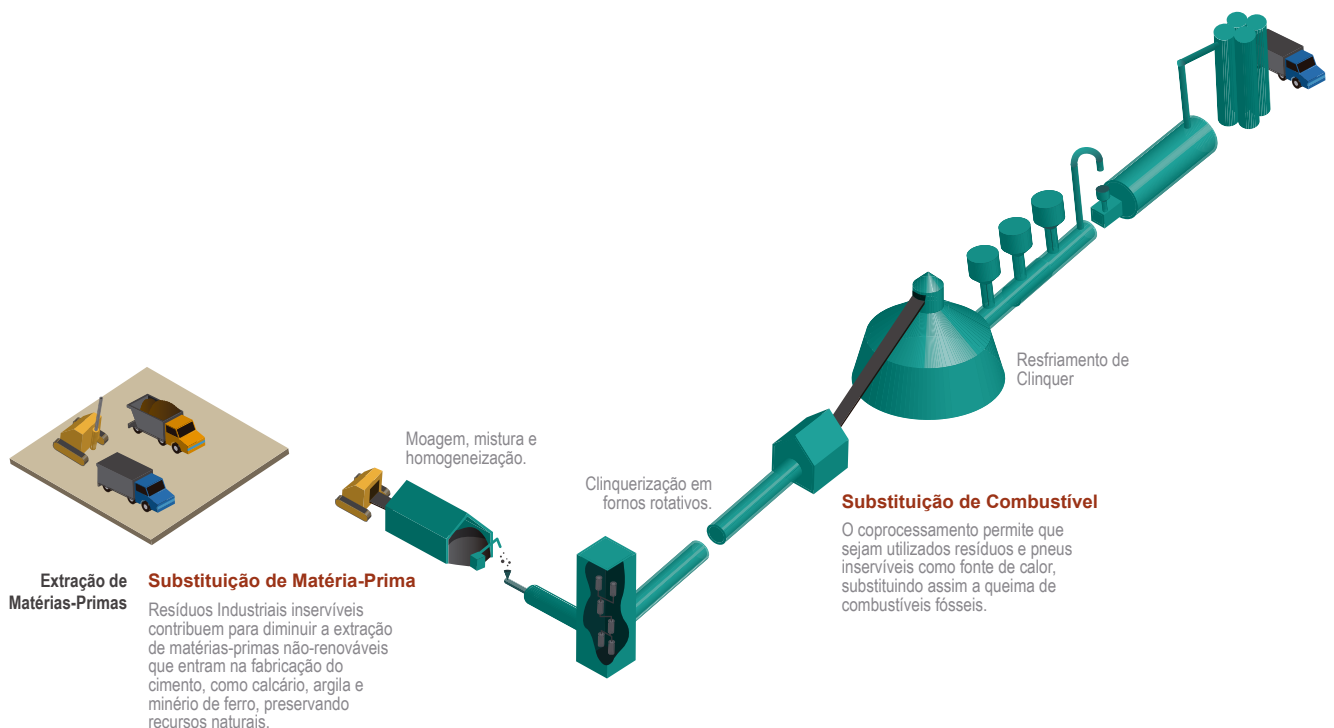 Resfriamento de
Clinquer
Moagem, mistura e
homogeneização.
Clinquerização em
fornos rotativos.
Substituição de Combustível
O coprocessamento permite que
sejam utilizados resíduos e pneus
inservíveis como fonte de calor,
substituindo assim a queima de
combustíveis fósseis.
Extração de
Matérias-Primas
Substituição de Matéria-Prima
Resíduos Industriais inservíveis
contribuem para diminuir a extração
de matérias-primas não-renováveis
que entram na fabricação do
cimento, como calcário, argila e
minério de ferro, preservando
recursos naturais.